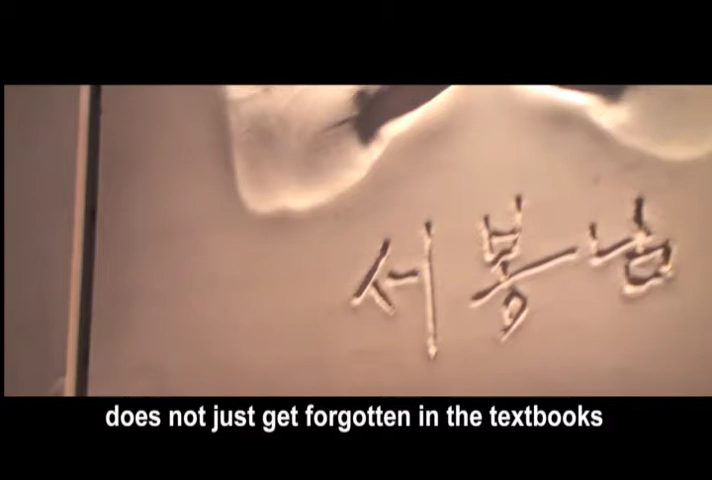 서봉남
does not just get forgotten in the textbooks